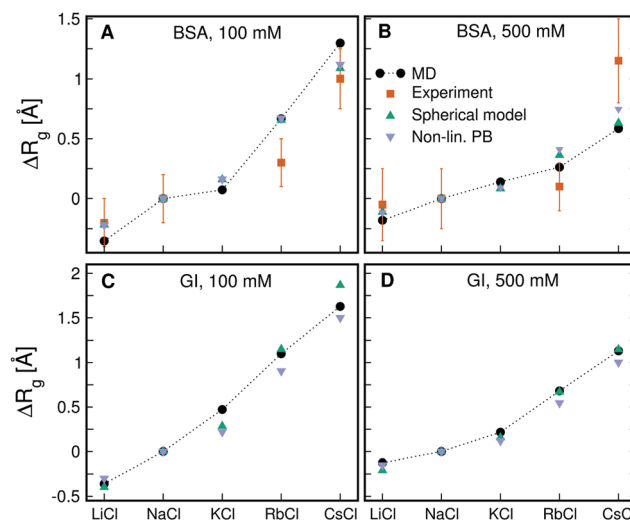 A BSA, 100 mM
B BSA, 500 mM
MD
Experiment
Spherical model
Non-lin. PB
ΔRg [Å]
1.5
1
0.5
0
C GI, 100 mM
D GI, 500 mM
ΔRg [Å]
2
1.5
1
0.5
0
-0.5
LiCl NaCl KCl RbCl CsCl
LiCl NaCl KCl RbCl CsCl